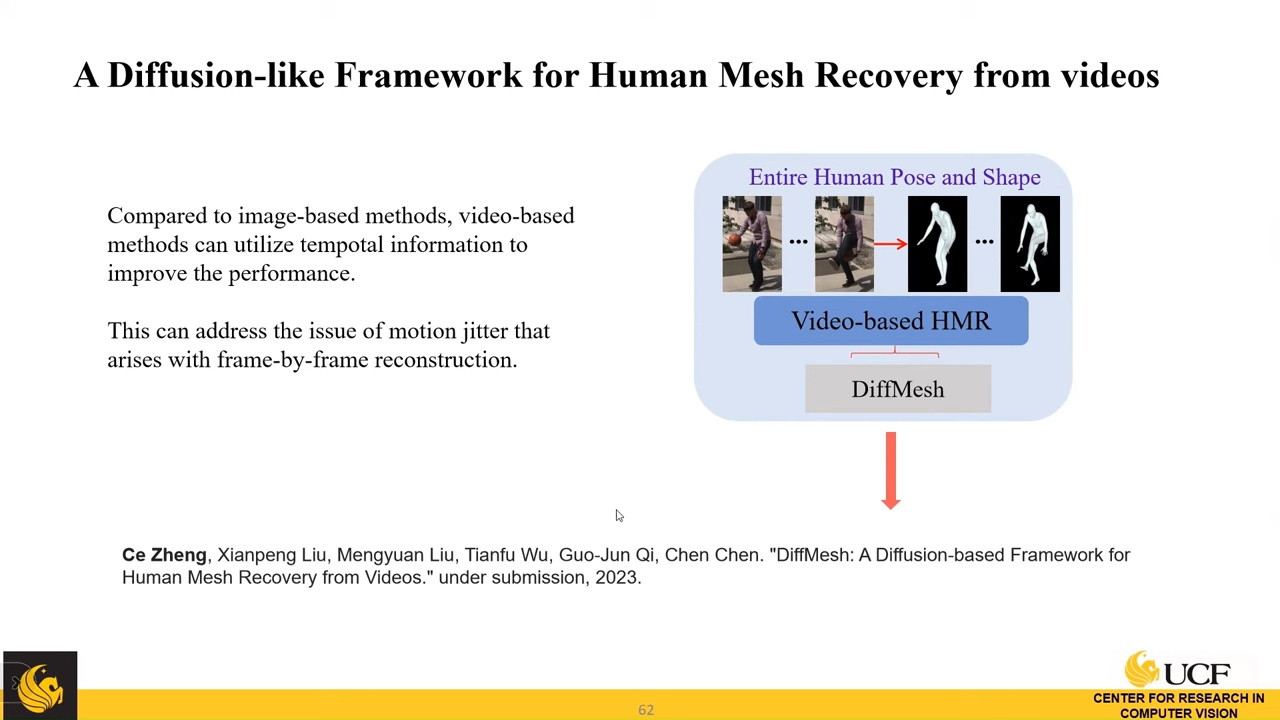 A Diffusion-like Framework for Human Mesh Recovery from videos
Compared to image-based methods, video-based
methods can utilize tempotal information to
improve the performance.
This can address the issue of motion jitter that
arises with frame-by-frame reconstruction.
Entire Human Pose and Shape
... ...
Video-based HMR
DiffMesh
Ce Zheng, Xianpeng Liu, Mengyuan Liu, Tianfu Wu, Guo-Jun Qi, Chen Chen. "DiffMesh: A Diffusion-based Framework for
Human Mesh Recovery from Videos." under submission, 2023.
62
UCF
CENTER FOR RESEARCH IN
COMPUTER VISION